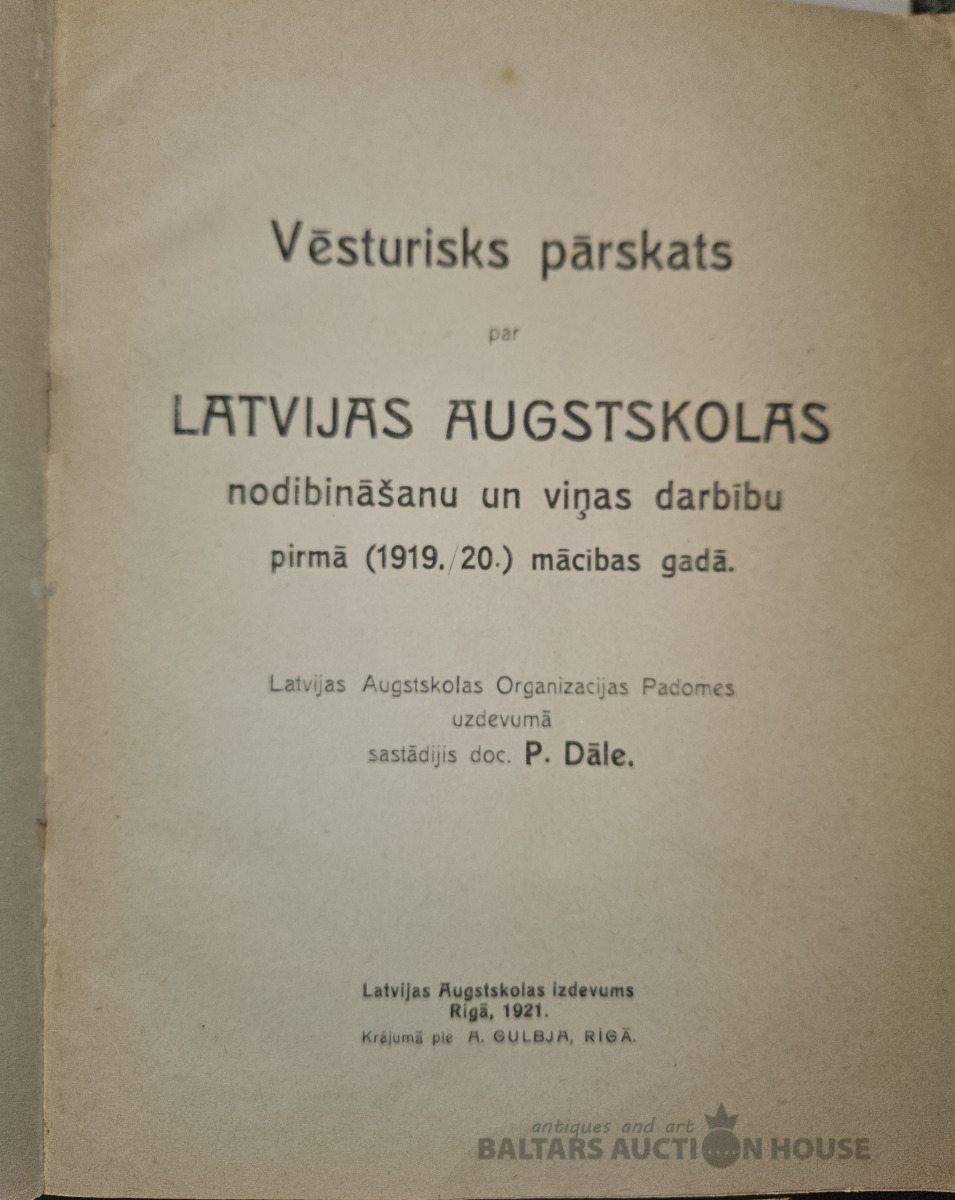 Vēsturisks pārskats
par
LATVIJAS AUGSTSKOLAS
nodibināšanu un viņas darbību
pirmā (1919./20.) mācibas gadā.
Latvijas Augstskolas Organizacijas Padomes
uzdevumā
sastādijis doc. P. Dāle.
Latvijas Augstskolas izdevums
Rigā, 1921.
Krājumā pie A. GULBJA, RIGĀ.
antiques and art
BALTARS AUCTION HOUSE